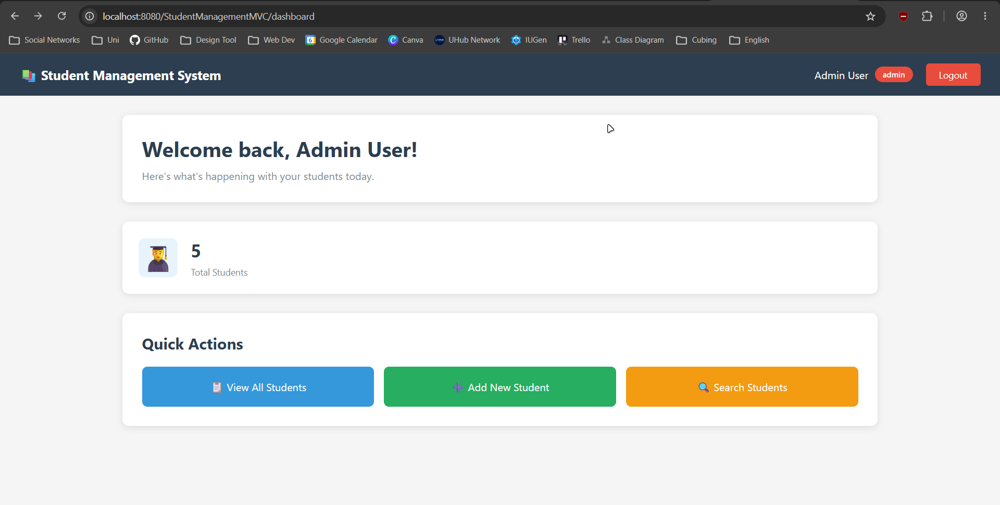 localhost:8080/StudentManagementMVC/dashboard
Social Networks Uni GitHub Design Tool Web Dev 6 Google Calendar Canva UHub Network IUGen Trello Class Diagram Cubing English
Student Management System Admin User admin Logout
Welcome back, Admin User!
Here's what's happening with your students today.
5
Total Students
Quick Actions
View All Students Add New Student Search Students